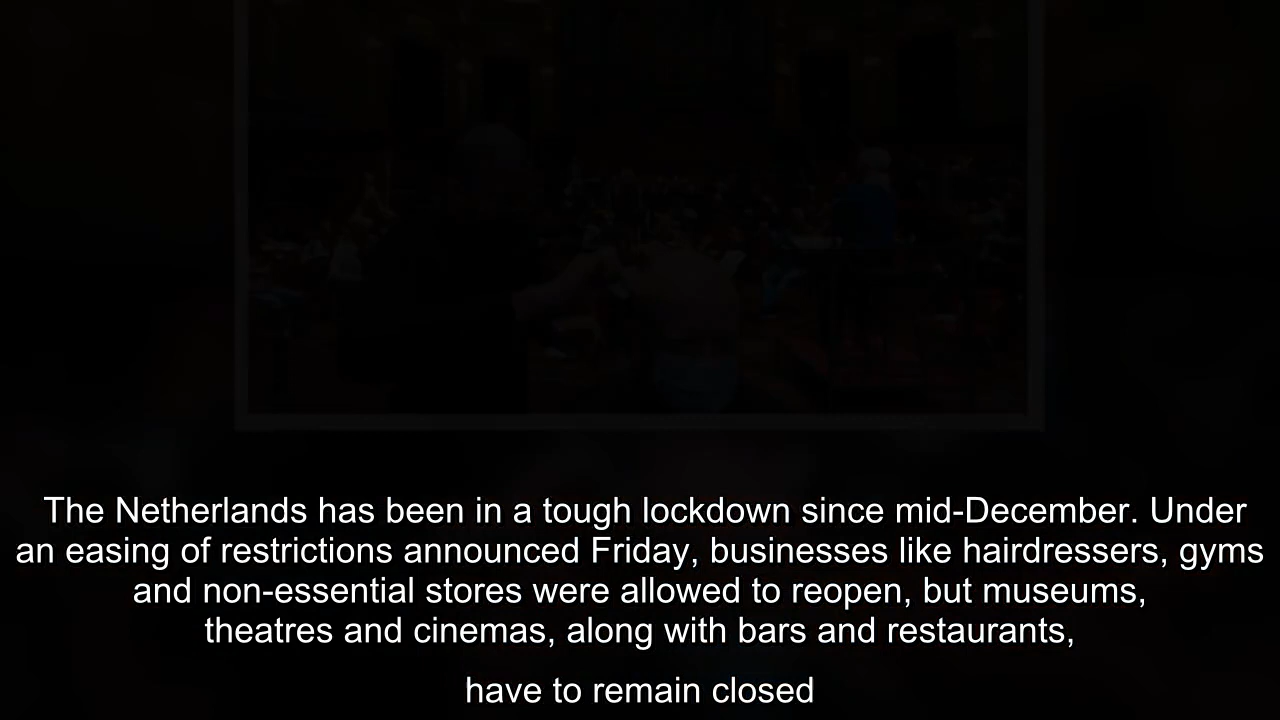 The Netherlands has been in a tough lockdown since mid-December. Under
an easing of restrictions announced Friday, businesses like hairdressers, gyms
and non-essential stores were allowed to reopen, but museums,
theatres and cinemas, along with bars and restaurants,
have to remain closed